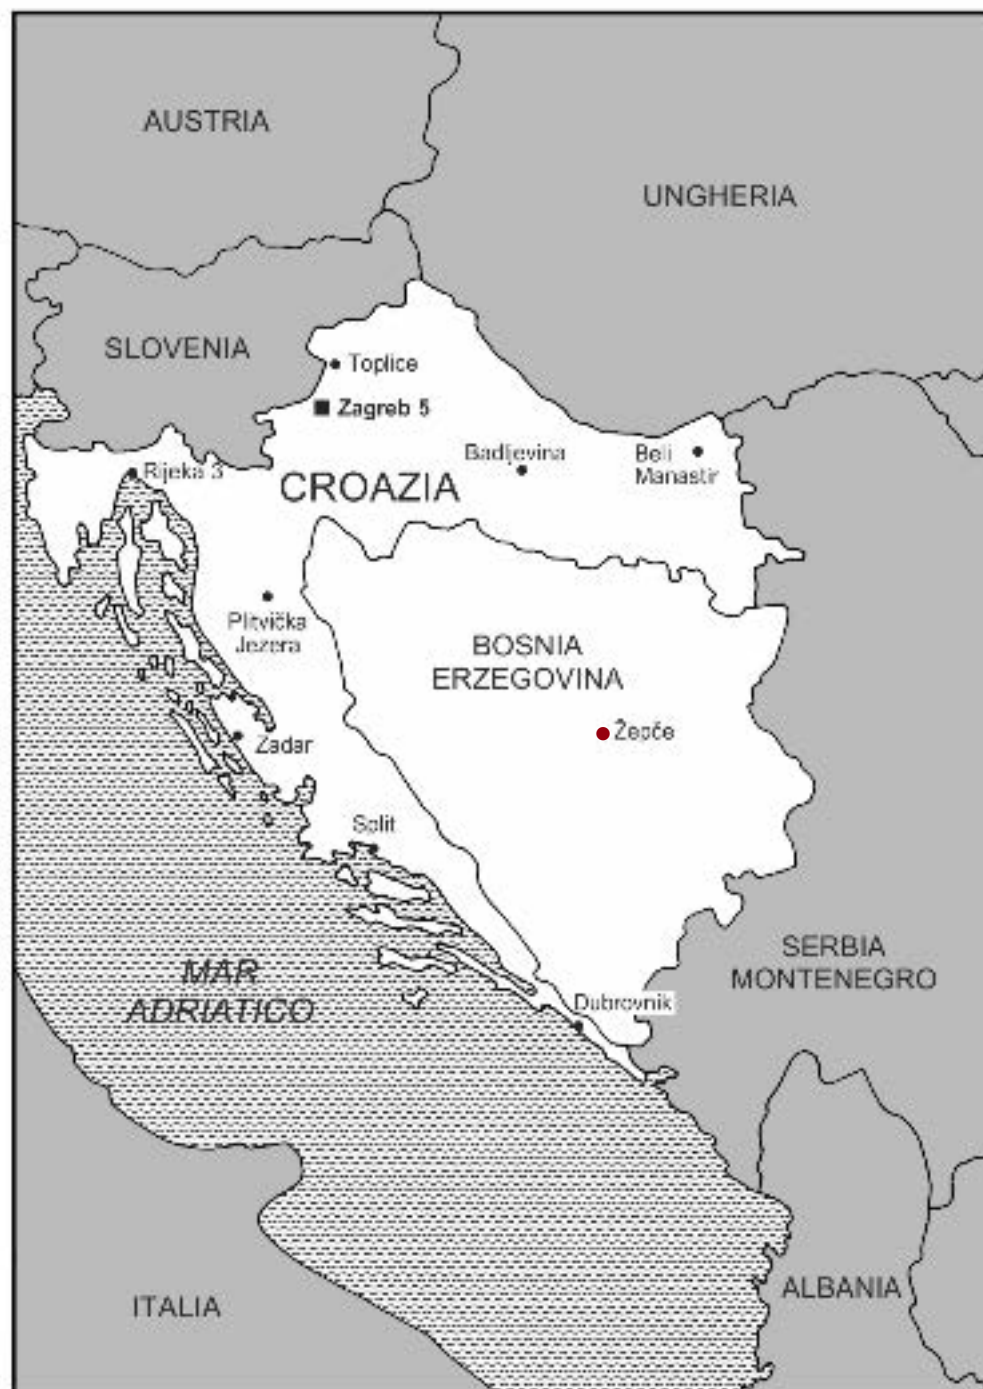 AUSTRIA
UNGHERIA
SLOVENIA
Toplice
Zagreb 5
Badljevina
Beli
Manastir
Rijeka 3
CROAZIA
Plitvička
Jezera
BOSNIA
ERZEGOVINA
Žepče
Zadar
Split
SERBIA
MONTENEGRO
MAR
ADRIATICO
Dubrovnik
ALBANIA
ITALIA